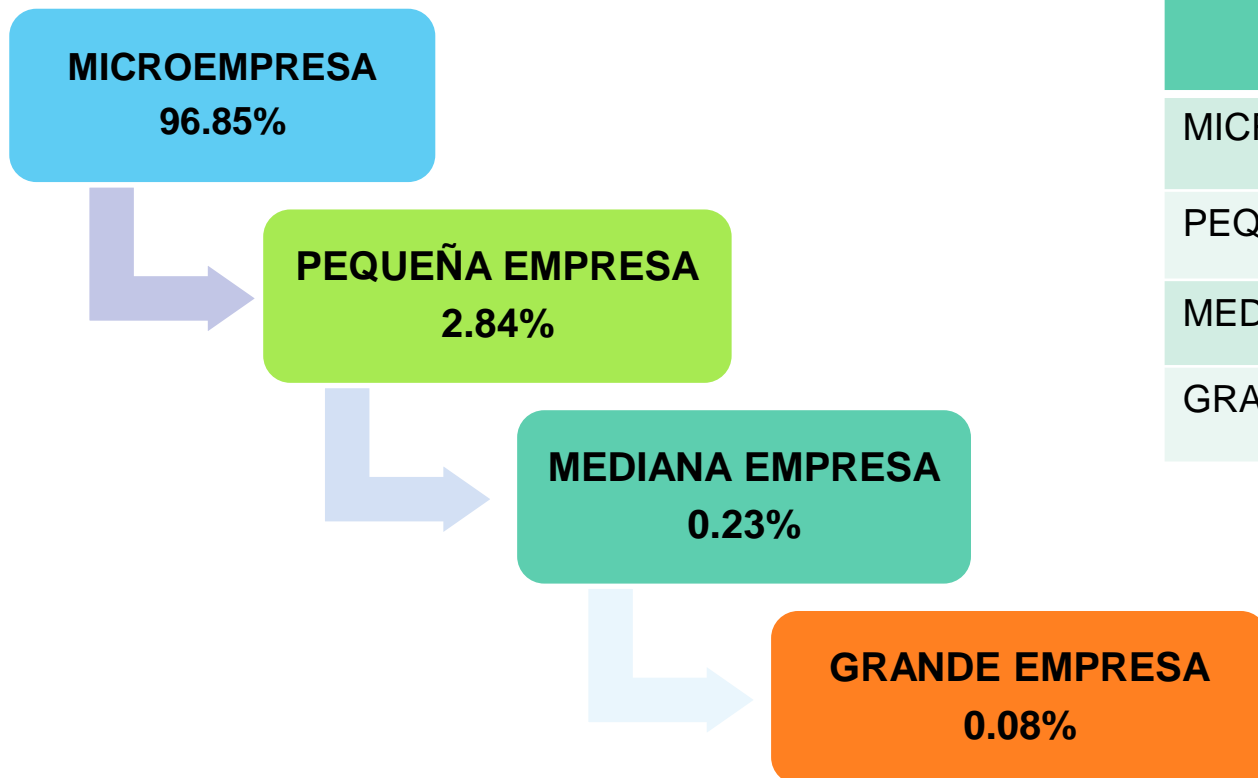 MICROEMPRESA
96.85%
PEQUEÑA EMPRESA
2.84%
MEDIANA EMPRESA
0.23%
GRANDE EMPRESA
0.08%